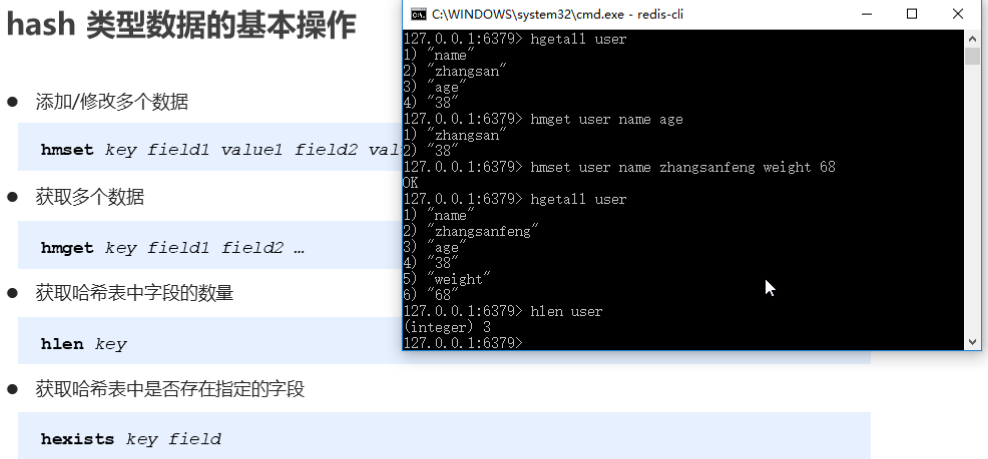 hash 类型数据的基本操作
添加/修改多个数据
hmset key field1 value1 field2 val
获取多个数据
hmget key field1 field2 …
获取哈希表中字段的数量
hlen key
获取哈希表中是否存在指定的字段
hexists key field
C:\WINDOWS\system32\cmd.exe - redis-cli
127.0.0.1:6379> hgetall user
1) "name"
2) "zhangsan"
3) "age"
4) "38"
127.0.0.1:6379> hmget user name age
1) "zhangsan"
2) "38"
127.0.0.1:6379> hmset user name zhangsanfeng weight 68
OK
127.0.0.1:6379> hgetall user
1) "name"
2) "zhangsanfeng"
3) "age"
4) "38"
5) "weight"
6) "68"
127.0.0.1:6379> hlen user
(integer) 3
127.0.0.1:6379>